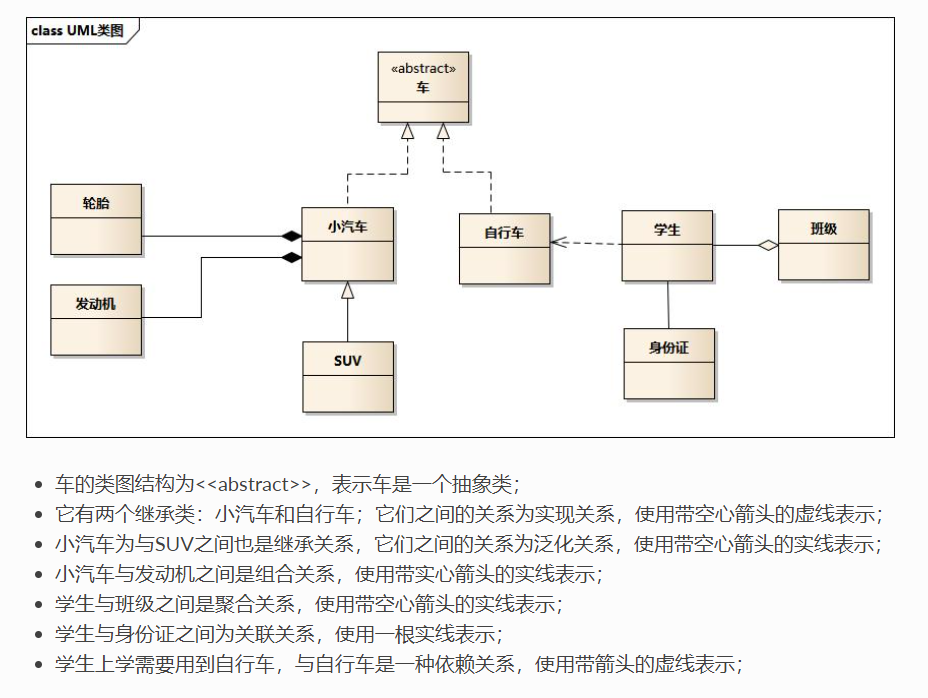 class UML类图
«abstract»
车
轮胎
小汽车
自行车
学生
班级
发动机
SUV
身份证
车的类图结构为<<abstract>>，表示车是一个抽象类；
它有两个继承类：小汽车和自行车；它们之间的关系为实现关系，使用带空心箭头的虚线表示；
小汽车为与SUV之间也是继承关系，它们之间的关系为泛化关系，使用带空心箭头的实线表示；
小汽车与发动机之间是组合关系，使用带实心箭头的实线表示；
学生与班级之间是聚合关系，使用带空心箭头的实线表示；
学生与身份证之间为关联关系，使用一根实线表示；
学生上学需要用到自行车，与自行车是一种依赖关系，使用带箭头的虚线表示；